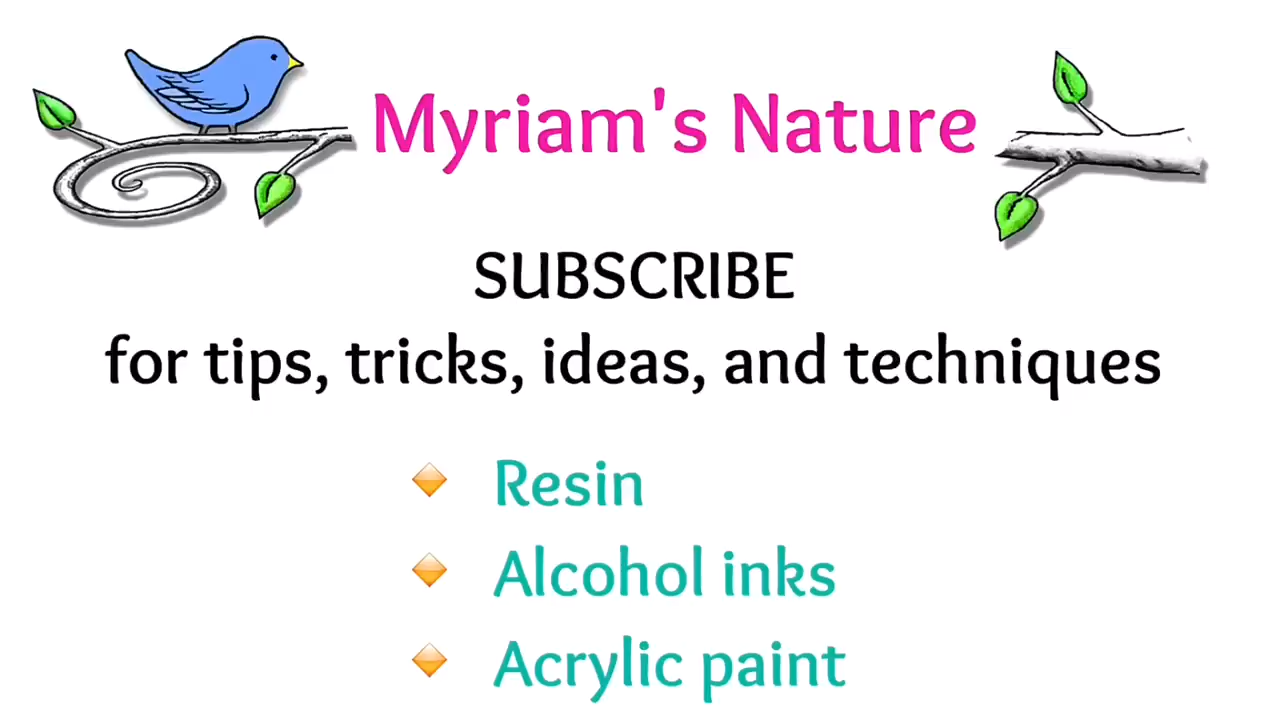 Myriam's Nature
SUBSCRIBE
for tips, tricks, ideas, and techniques
Resin
Alcohol inks
Acrylic paint